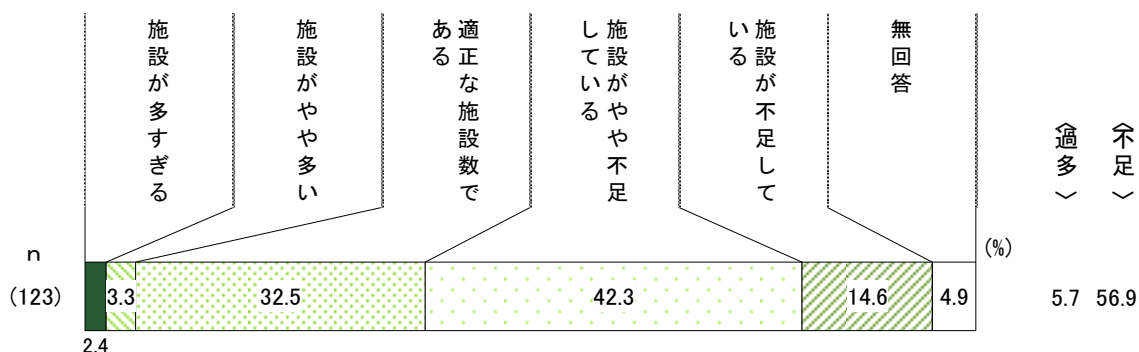 施設が多すぎる
施設がやや多い
適正な施設数で
ある
施設がやや不足
している
施設が不足して
いる
無回答
〈過多〉
〈不足〉
(%)
n
(123)
3.3
32.5
42.3
14.6
4.9
5.7
56.9
2.4